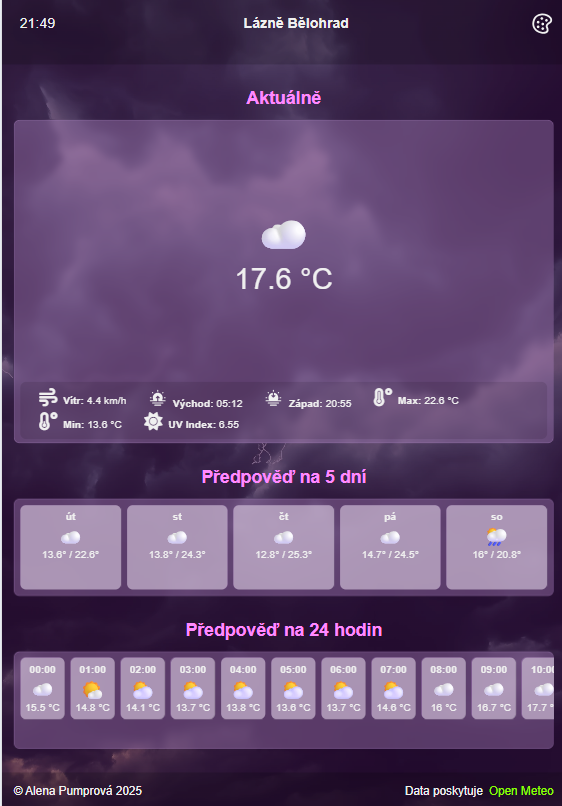 21:49 Lázně Bělohrad
Aktuálně
17.6 °C
Vítr: 4.4 km/h Východ: 05:12 Západ: 20:55 Max: 22.6 °C
Min: 13.6 °C UV Index: 6.55
Předpověď na 5 dní
út st čt pá so
13.6° / 22.6° 13.8° / 24.3° 12.8° / 25.3° 14.7° / 24.5° 16° / 20.8°
Předpověď na 24 hodin
00:00 01:00 02:00 03:00 04:00 05:00 06:00 07:00 08:00 09:00 10:00
15.5 °C 14.8 °C 14.1 °C 13.7 °C 13.8 °C 13.6 °C 13.7 °C 14.6 °C 16 °C 16.7 °C 17.7 °
© Alena Pumprová 2025 Data poskytuje Open Meteo